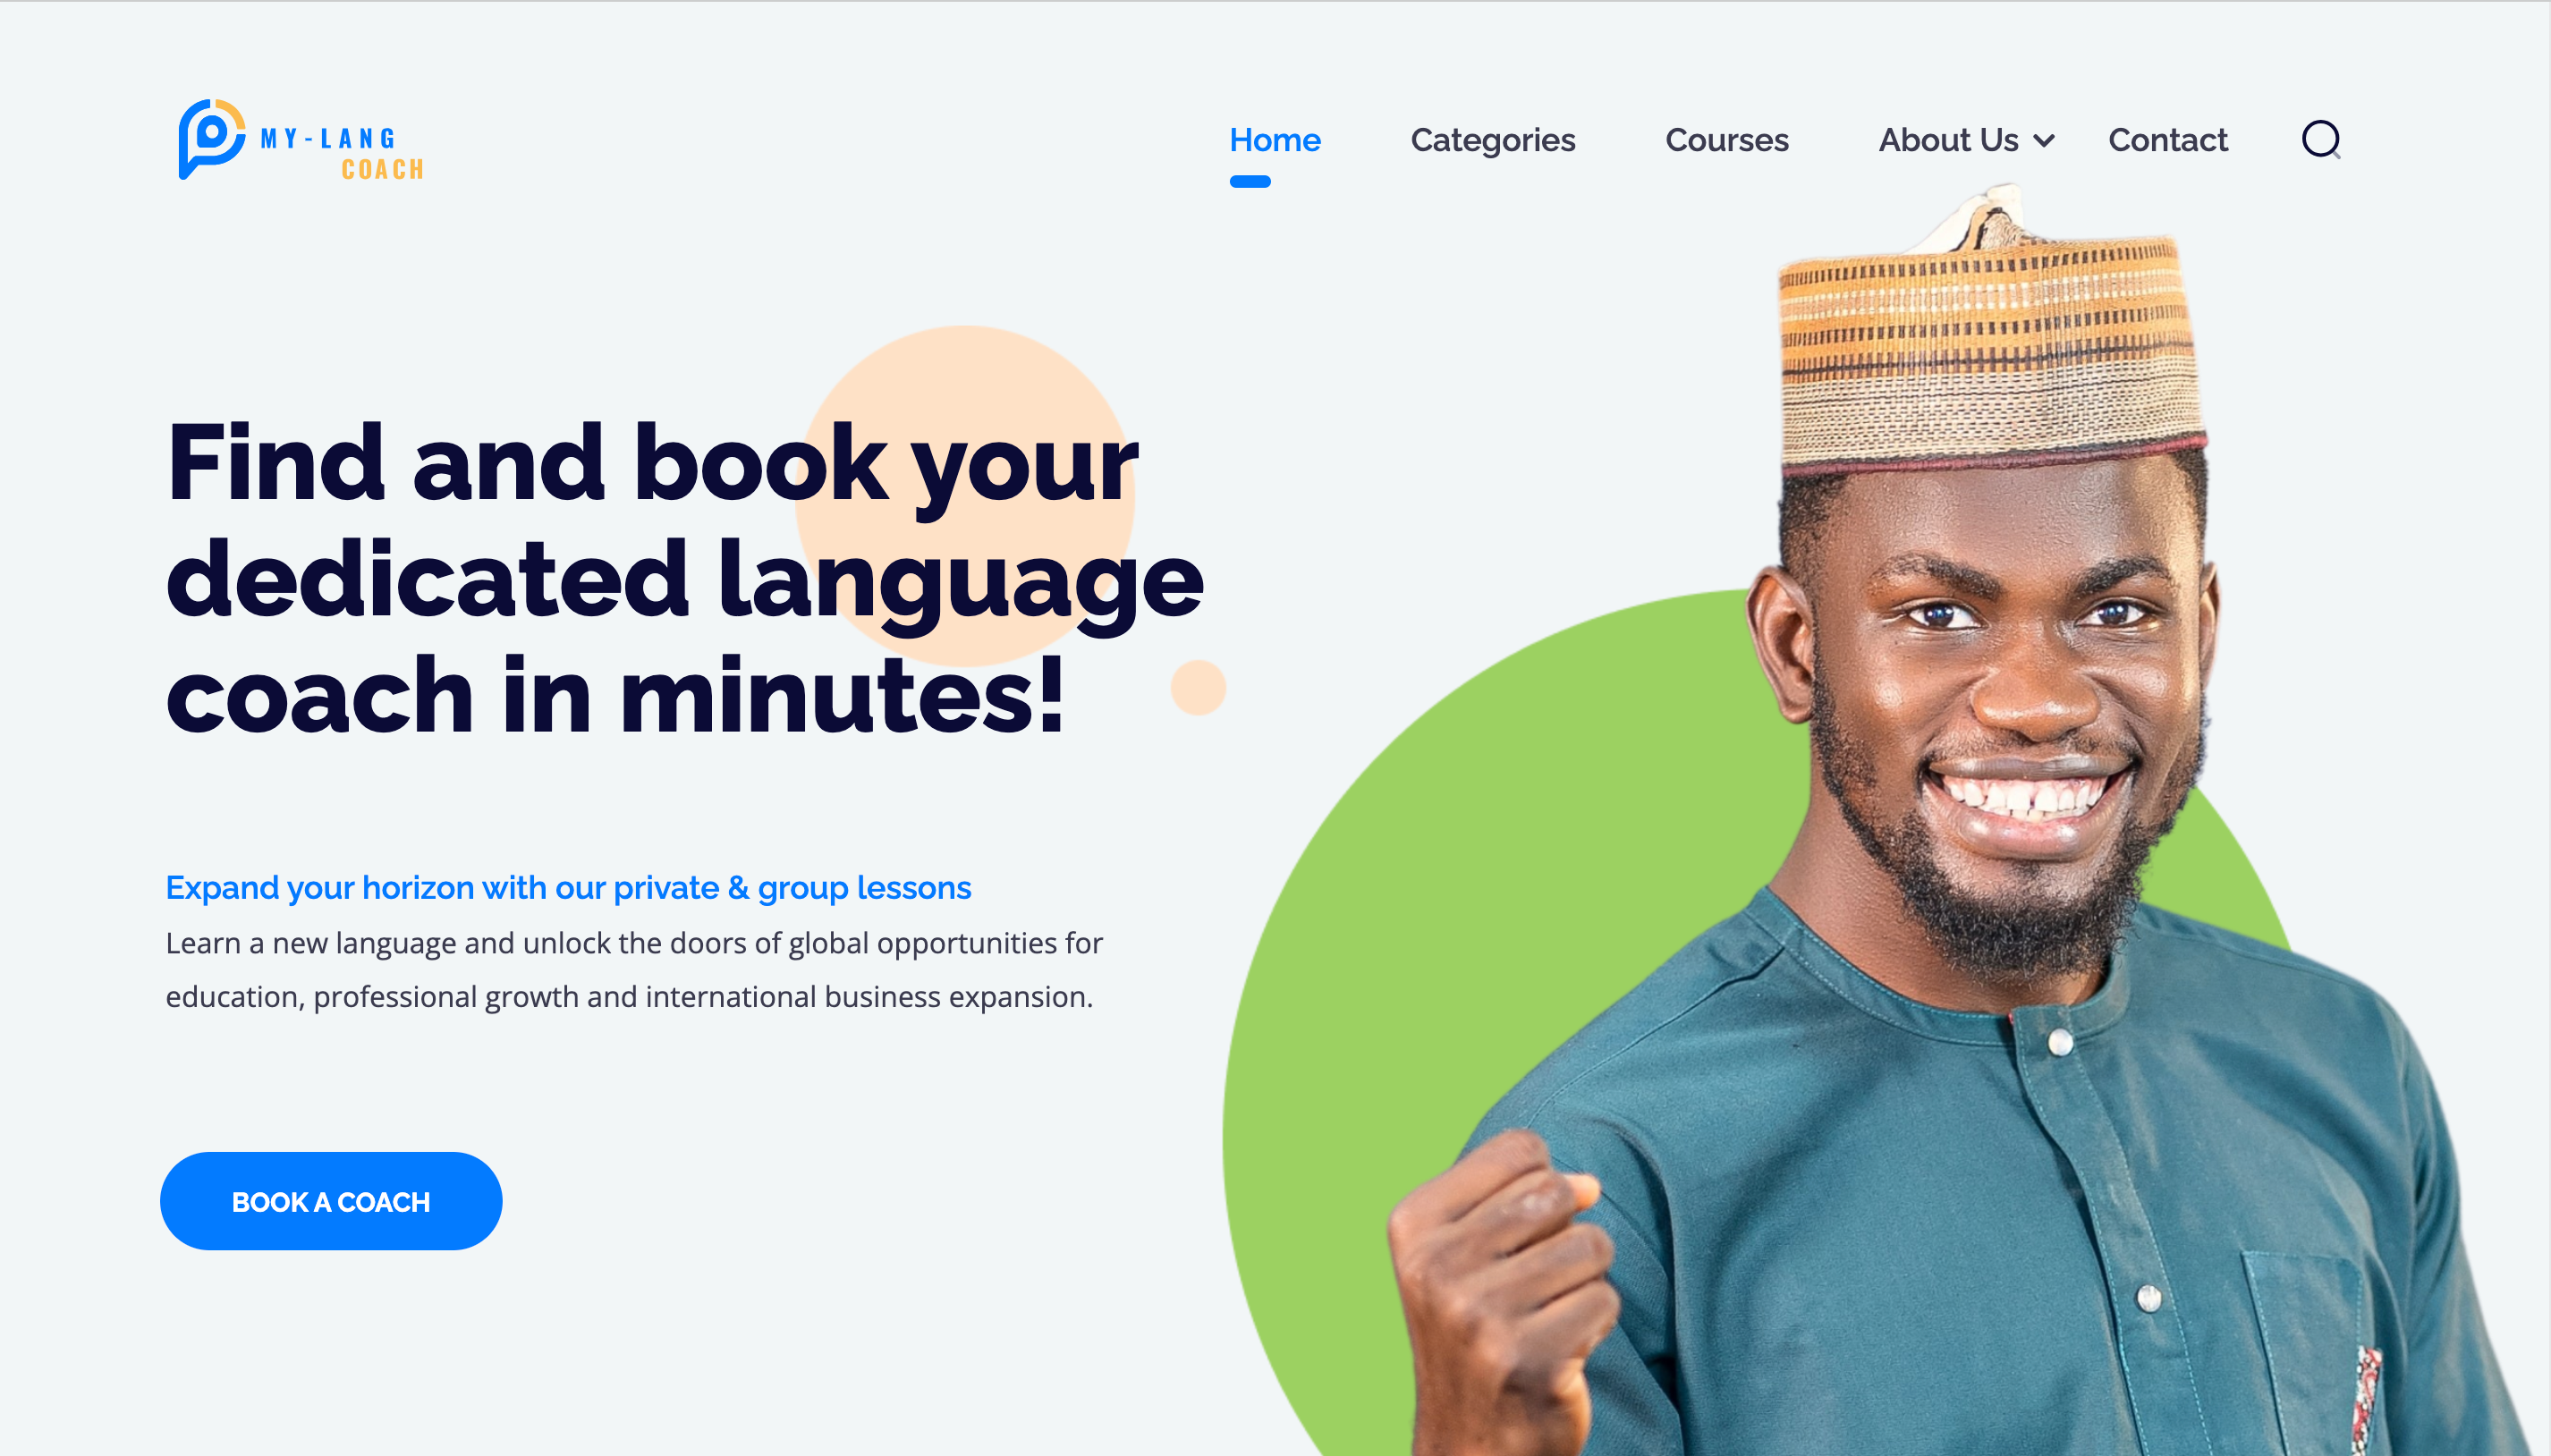 MY-LANG
COACH
Home
Categories
Courses
About Us
Contact
Find and book your
dedicated language
coach in minutes!
Expand your horizon with our private & group lessons
Learn a new language and unlock the doors of global opportunities for
education, professional growth and international business expansion.
BOOK A COACH